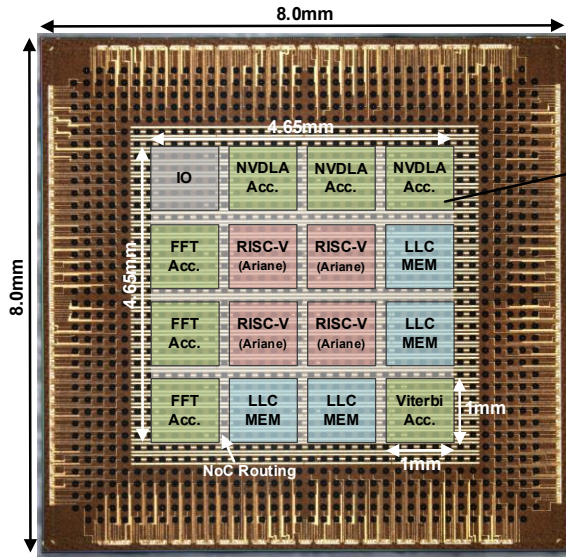 8.0mm
8.0mm
4.65mm
4.65mm
IO
NVDLA
Acc.
NVDLA
Acc.
NVDLA
Acc.
FFT
Acc.
RISC-V
(Ariane)
RISC-V
(Ariane)
LLC
MEM
FFT
Acc.
RISC-V
(Ariane)
RISC-V
(Ariane)
LLC
MEM
FFT
Acc.
LLC
MEM
LLC
MEM
Viterbi
Acc.
1mm
1mm
NoC Routing